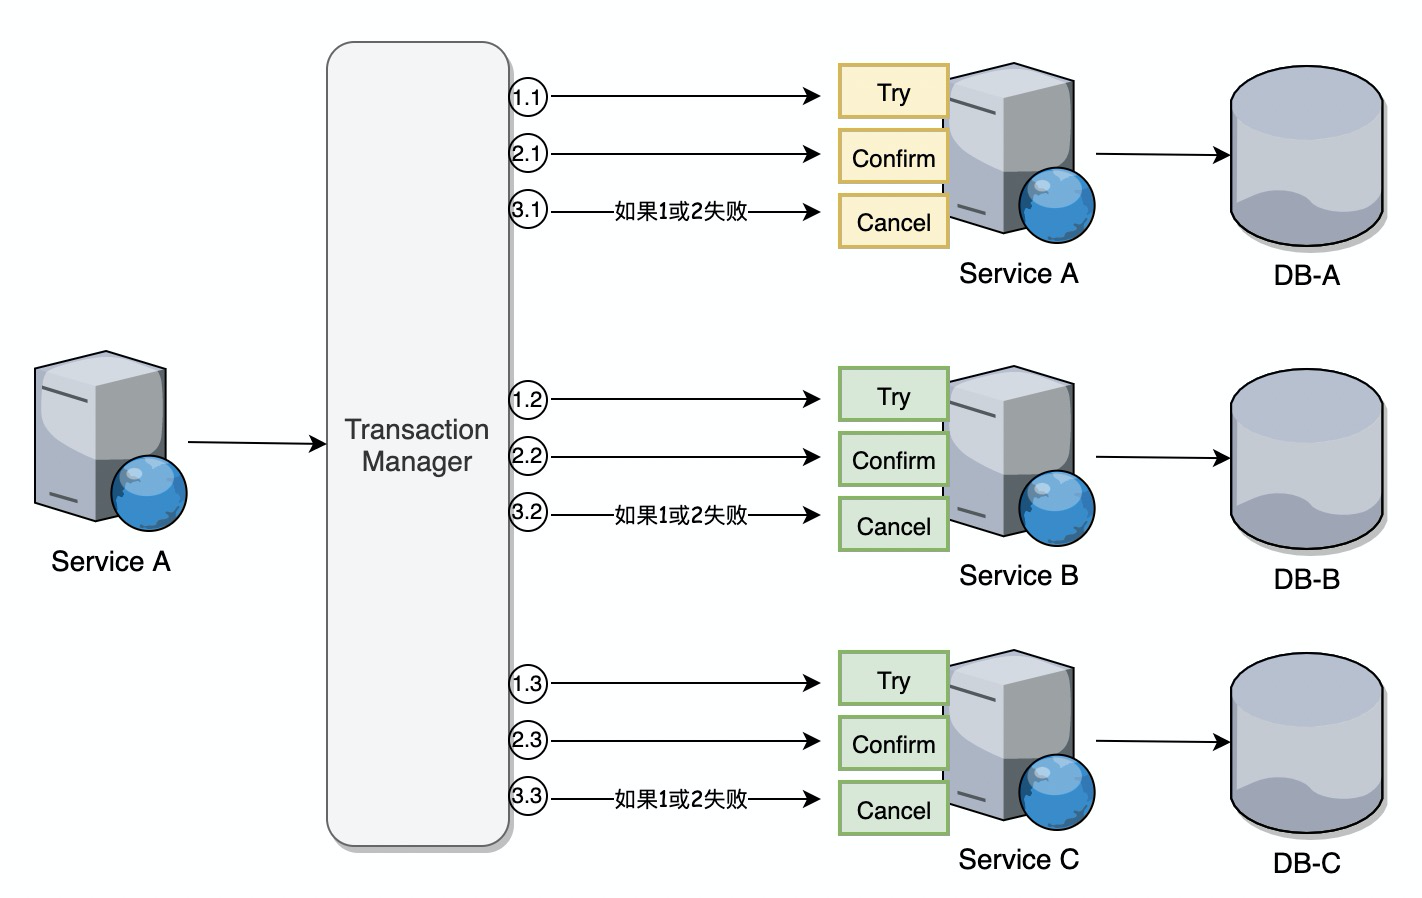 Service A
Transaction
Manager
1.1
Try
2.1
Confirm
3.1
如果1或2失败
Cancel
Service A
DB-A
1.2
Try
2.2
Confirm
3.2
如果1或2失败
Cancel
Service B
DB-B
1.3
Try
2.3
Confirm
3.3
如果1或2失败
Cancel
Service C
DB-C